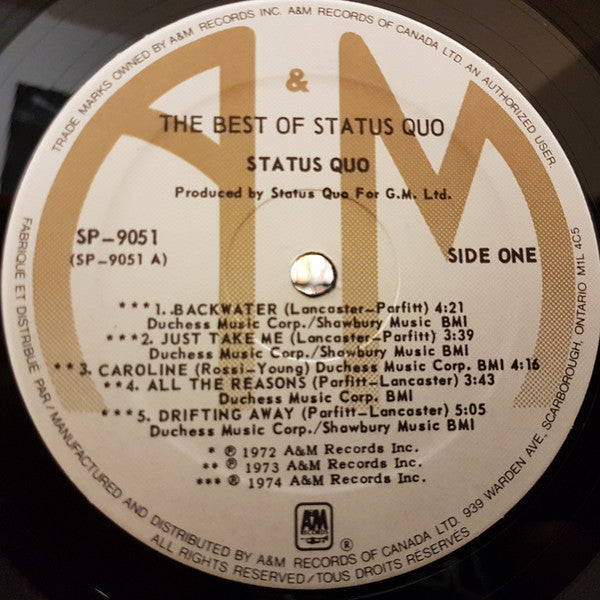 TRADE MARKS OWNED BY A&M RECORDS INC. A&M RECORDS OF CANADA LTD. AN AUTHORIZED USER.
&
THE BEST OF STATUS QUO
STATUS QUO
Produced by Status Quo For G.M. Ltd.
SP-9051
(SP-9051 A)
SIDE ONE
***1. .BACKWATER (Lancaster-Parfitt) 4:21
Duchess Music Corp./Shawbury Music BMI
***2. JUST TAKE ME (Lancaster-Parfitt) 3:39
Duchess Music Corp./Shawbury Music BMI
**3. CAROLINE (Rossi-Young) Duchess Music Corp. BMI 4:16
**4. ALL THE REASONS (Parfitt-Lancaster) 3:43
Duchess Music Corp. BMI
***5. DRIFTING AWAY (Parfitt-Lancaster) 5:05
Duchess Music Corp./Shawbury Music BMI
* ℗ 1972 A&M Records Inc.
** ℗ 1973 A&M Records Inc.
*** ® 1974 A&M Records Inc.
A&M
RECORDS
®
FABRIQUÉ ET DISTRIBUÉ PAR/MANUFACTURED AND DISTRIBUTED BY A&M RECORDS OF CANADA LTD. 939 WARDEN AVE, SCARBOROUGH, ONTARIO M1L 4C5
ALL RIGHTS RESERVED/TOUS DROITS RÉSERVÉS